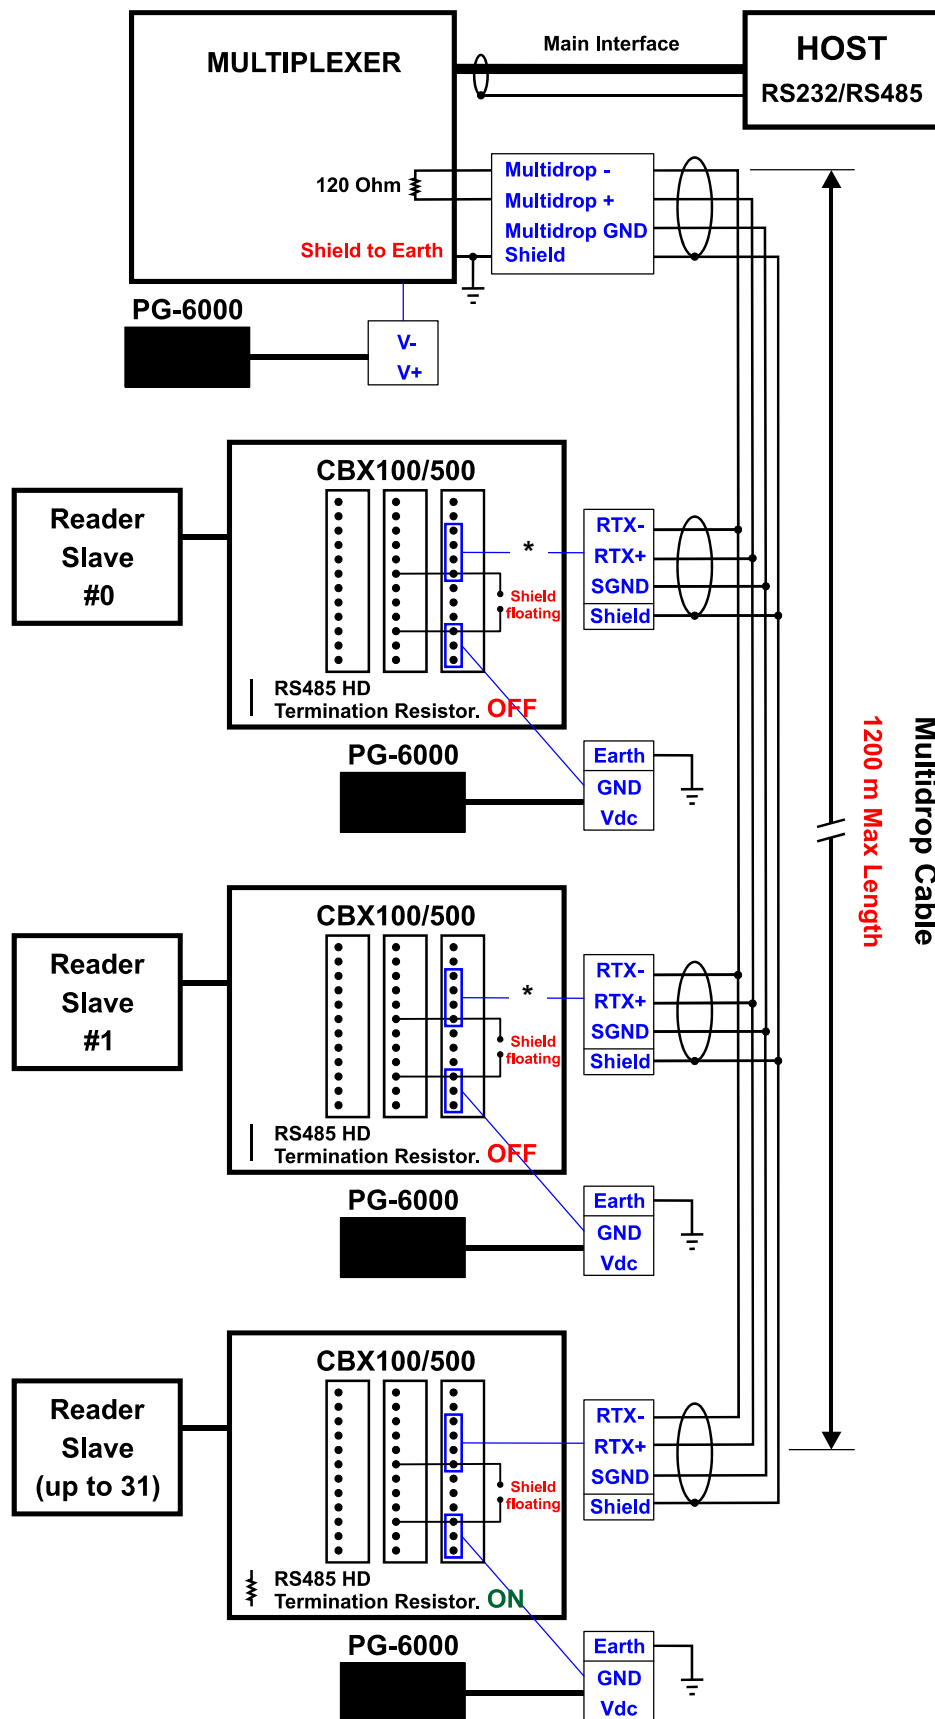 MULTIPLEXER
Main Interface
HOST
RS232/RS485
120 Ohm
Multidrop -
Multidrop +
Multidrop GND
Shield
Shield to Earth
PG-6000
V-
V+
CBX100/500
Reader
Slave
#0
*
RTX-
RTX+
SGND
Shield
Shield
floating
RS485 HD
Termination Resistor. OFF
PG-6000
Earth
GND
Vdc
Multidrop Cable
1200 m Max Length
CBX100/500
Reader
Slave
#1
*
RTX-
RTX+
SGND
Shield
Shield
floating
RS485 HD
Termination Resistor. OFF
PG-6000
Earth
GND
Vdc
CBX100/500
Reader
Slave
(up to 31)
RTX-
RTX+
SGND
Shield
Shield
floating
RS485 HD
Termination Resistor. ON
PG-6000
Earth
GND
Vdc